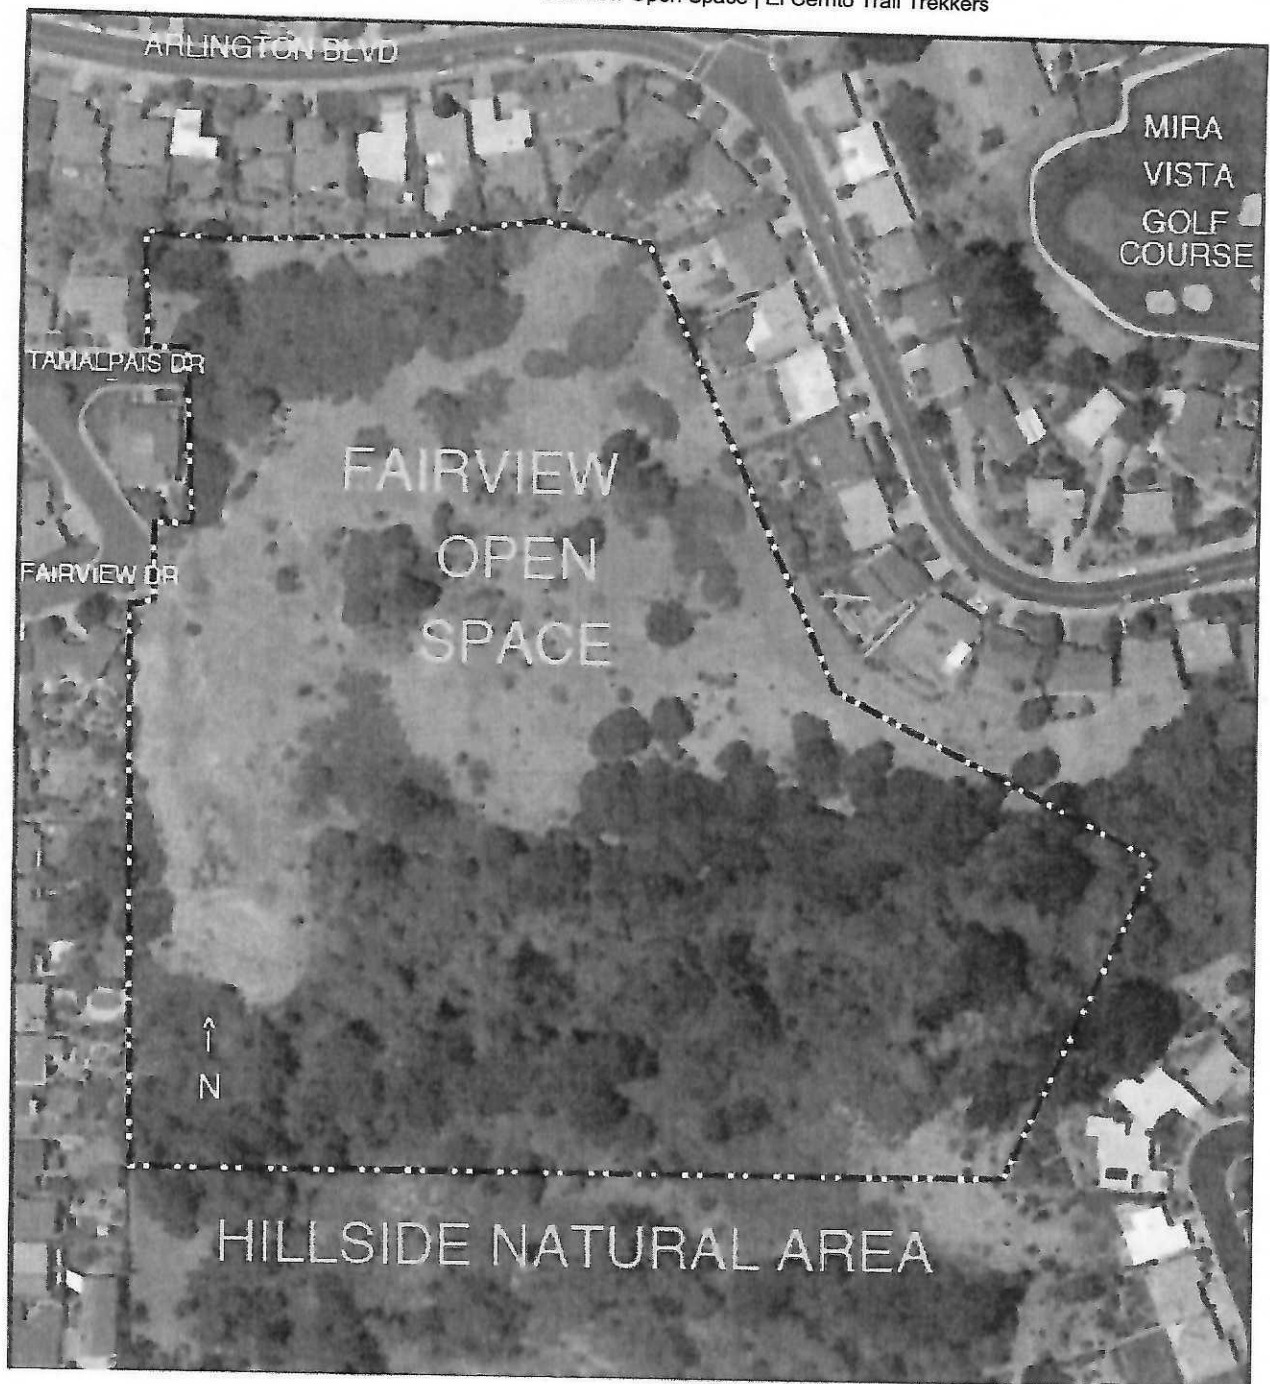 Open Space | El Cerrito Trail Trekkers
ARLINGTON BLVD
MIRA
VISTA
GOLF
COURSE
TAMALPAIS DR
FAIRVIEW
OPEN
SPACE
FAIRVIEW DR
N
HILLSIDE NATURAL AREA